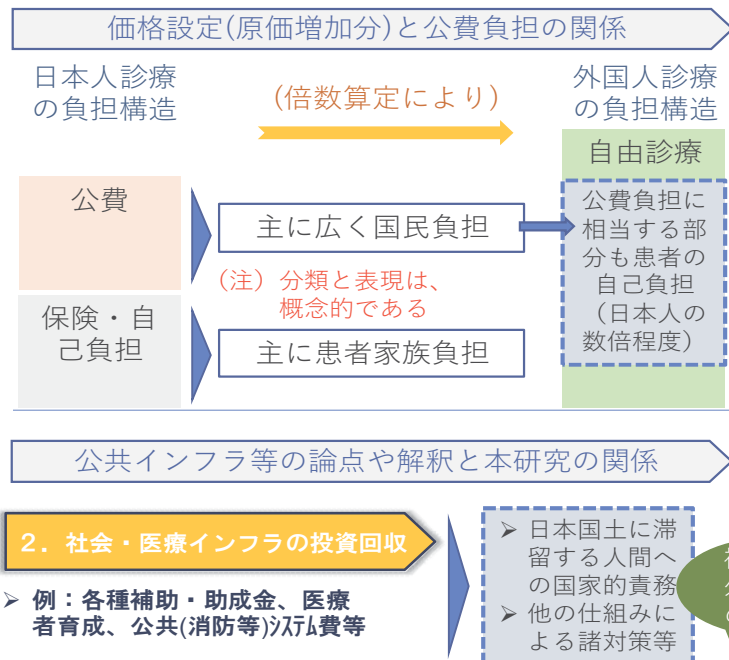 価格設定(原価増加分)と公費負担の関係
日本人診療
の負担構造
(倍数算定により)
外国人診療
の負担構造
自由診療
公費
主に広く国民負担
公費負担に
相当する部
分も患者の
自己負担
（日本人の
数倍程度）
（注）分類と表現は、
概念的である
保険・自
己負担
主に患者家族負担
公共インフラ等の論点や解釈と本研究の関係
２．社会・医療インフラの投資回収
➢ 例：各種補助・助成金、医療
者育成、公共(消防等)ｼｽﾃﾑ費等
➢ 日本国土に滞
留する人間へ
の国家的責務
➢ 他の仕組みに
よる諸対策等